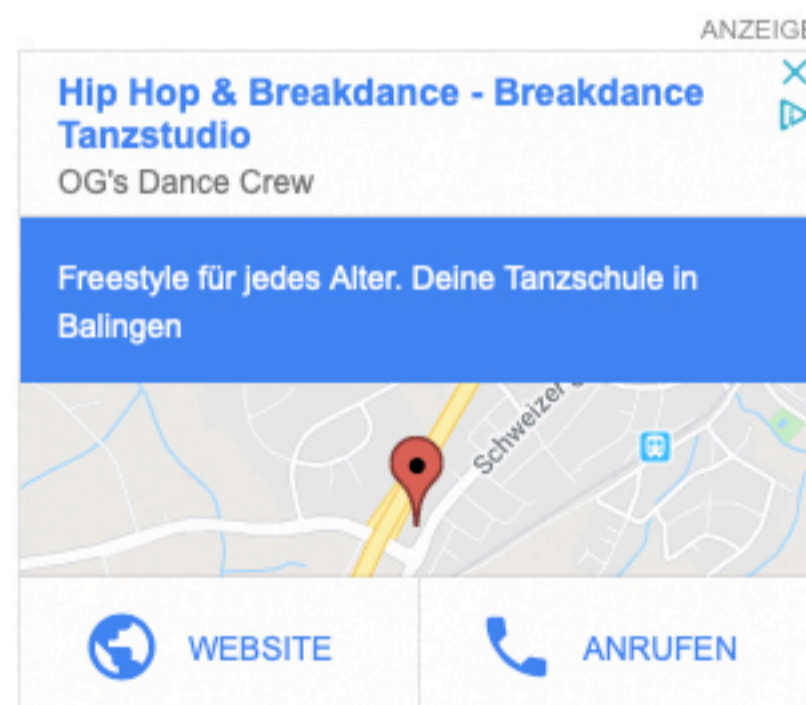 ANZEIGE
Hip Hop & Breakdance - Breakdance
Tanzstudio
OG's Dance Crew
Freestyle für jedes Alter. Deine Tanzschule in
Balingen
Schweizer
WEBSITE
ANRUFEN